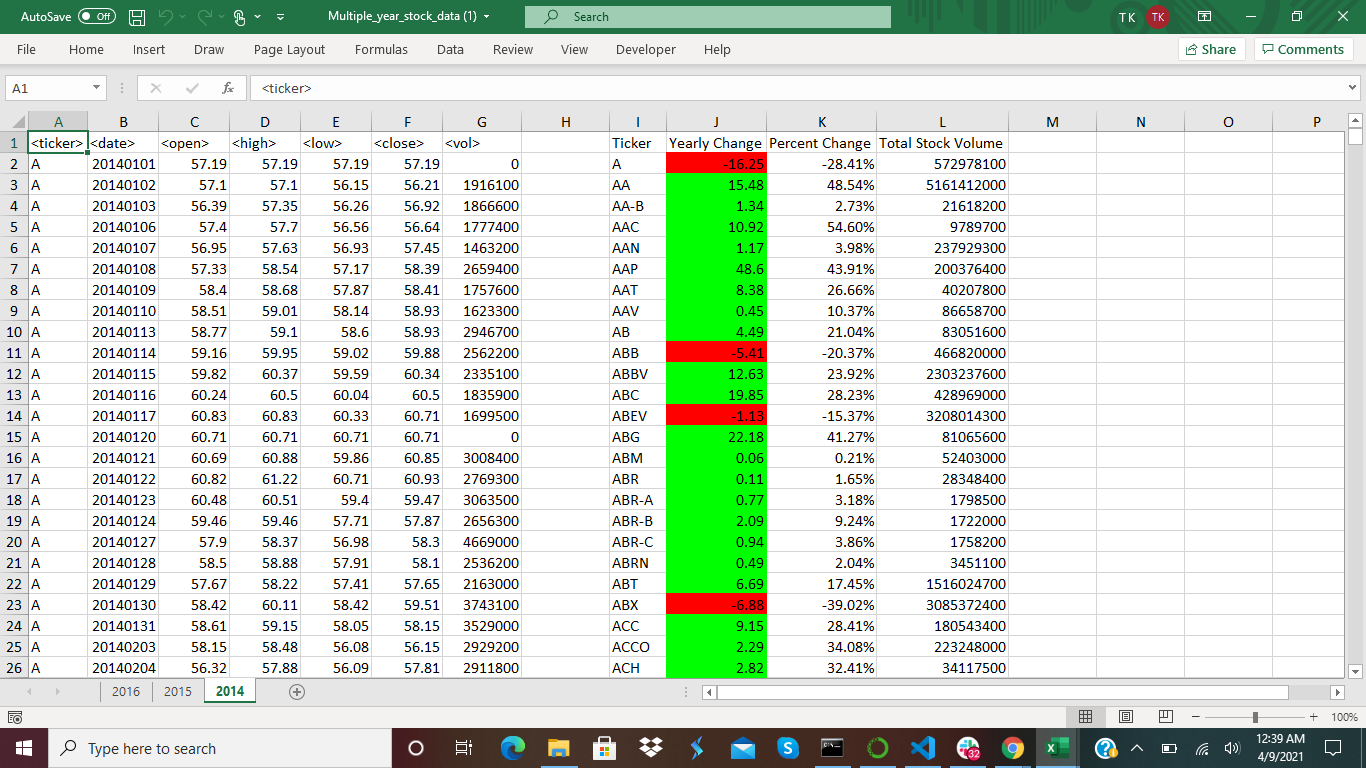 AutoSave Off Multiple_year_stock_data (1) Search TK TK
File Home Insert Draw Page Layout Formulas Data Review View Developer Help Share Comments
A1 fx <ticker>
A B C D E F G H I J K L M N O P
1 <ticker> <date> <open> <high> <low> <close> <vol> Ticker Yearly Change Percent Change Total Stock Volume
2 A 20140101 57.19 57.19 57.19 57.19 0 A -16.25 -28.41% 572978100
3 A 20140102 57.1 57.1 56.15 56.21 1916100 AA 15.48 48.54% 5161412000
4 A 20140103 56.39 57.35 56.26 56.92 1866600 AA-B 1.34 2.73% 21618200
5 A 20140106 57.4 57.7 56.56 56.64 1777400 AAC 10.92 54.60% 9789700
6 A 20140107 56.95 57.63 56.93 57.45 1463200 AAN 1.17 3.98% 237929300
7 A 20140108 57.33 58.54 57.17 58.39 2659400 AAP 48.6 43.91% 200376400
8 A 20140109 58.4 58.68 57.87 58.41 1757600 AAT 8.38 26.66% 40207800
9 A 20140110 58.51 59.01 58.14 58.93 1623300 AAV 0.45 10.37% 86658700
10 A 20140113 58.77 59.1 58.6 58.93 2946700 AB 4.49 21.04% 83051600
11 A 20140114 59.16 59.95 59.02 59.88 2562200 ABB -5.41 -20.37% 466820000
12 A 20140115 59.82 60.37 59.59 60.34 2335100 ABBV 12.63 23.92% 2303237600
13 A 20140116 60.24 60.5 60.04 60.5 1835900 ABC 19.85 28.23% 428969000
14 A 20140117 60.83 60.83 60.33 60.71 1699500 ABEV -1.13 -15.37% 3208014300
15 A 20140120 60.71 60.71 60.71 60.71 0 ABG 22.18 41.27% 81065600
16 A 20140121 60.69 60.88 59.86 60.85 3008400 ABM 0.06 0.21% 52403000
17 A 20140122 60.82 61.22 60.71 60.93 2769300 ABR 0.11 1.65% 28348400
18 A 20140123 60.48 60.51 59.4 59.47 3063500 ABR-A 0.77 3.18% 1798500
19 A 20140124 59.46 59.46 57.71 57.87 2656300 ABR-B 2.09 9.24% 1722000
20 A 20140127 57.9 58.37 56.98 58.3 4669000 ABR-C 0.94 3.86% 1758200
21 A 20140128 58.5 58.88 57.91 58.1 2536200 ABRN 0.49 2.04% 3451100
22 A 20140129 57.67 58.22 57.41 57.65 2163000 ABT 6.69 17.45% 1516024700
23 A 20140130 58.42 60.11 58.42 59.51 3743100 ABX -6.88 -39.02% 3085372400
24 A 20140131 58.61 59.15 58.05 58.15 3529000 ACC 9.15 28.41% 180543400
25 A 20140203 58.15 58.48 56.08 56.15 2929200 ACCO 2.29 34.08% 223248000
26 A 20140204 56.32 57.88 56.09 57.81 2911800 ACH 2.82 32.41% 34117500
2016 2015 2014
100%
Type here to search 32 12:39 AM
4/9/2021